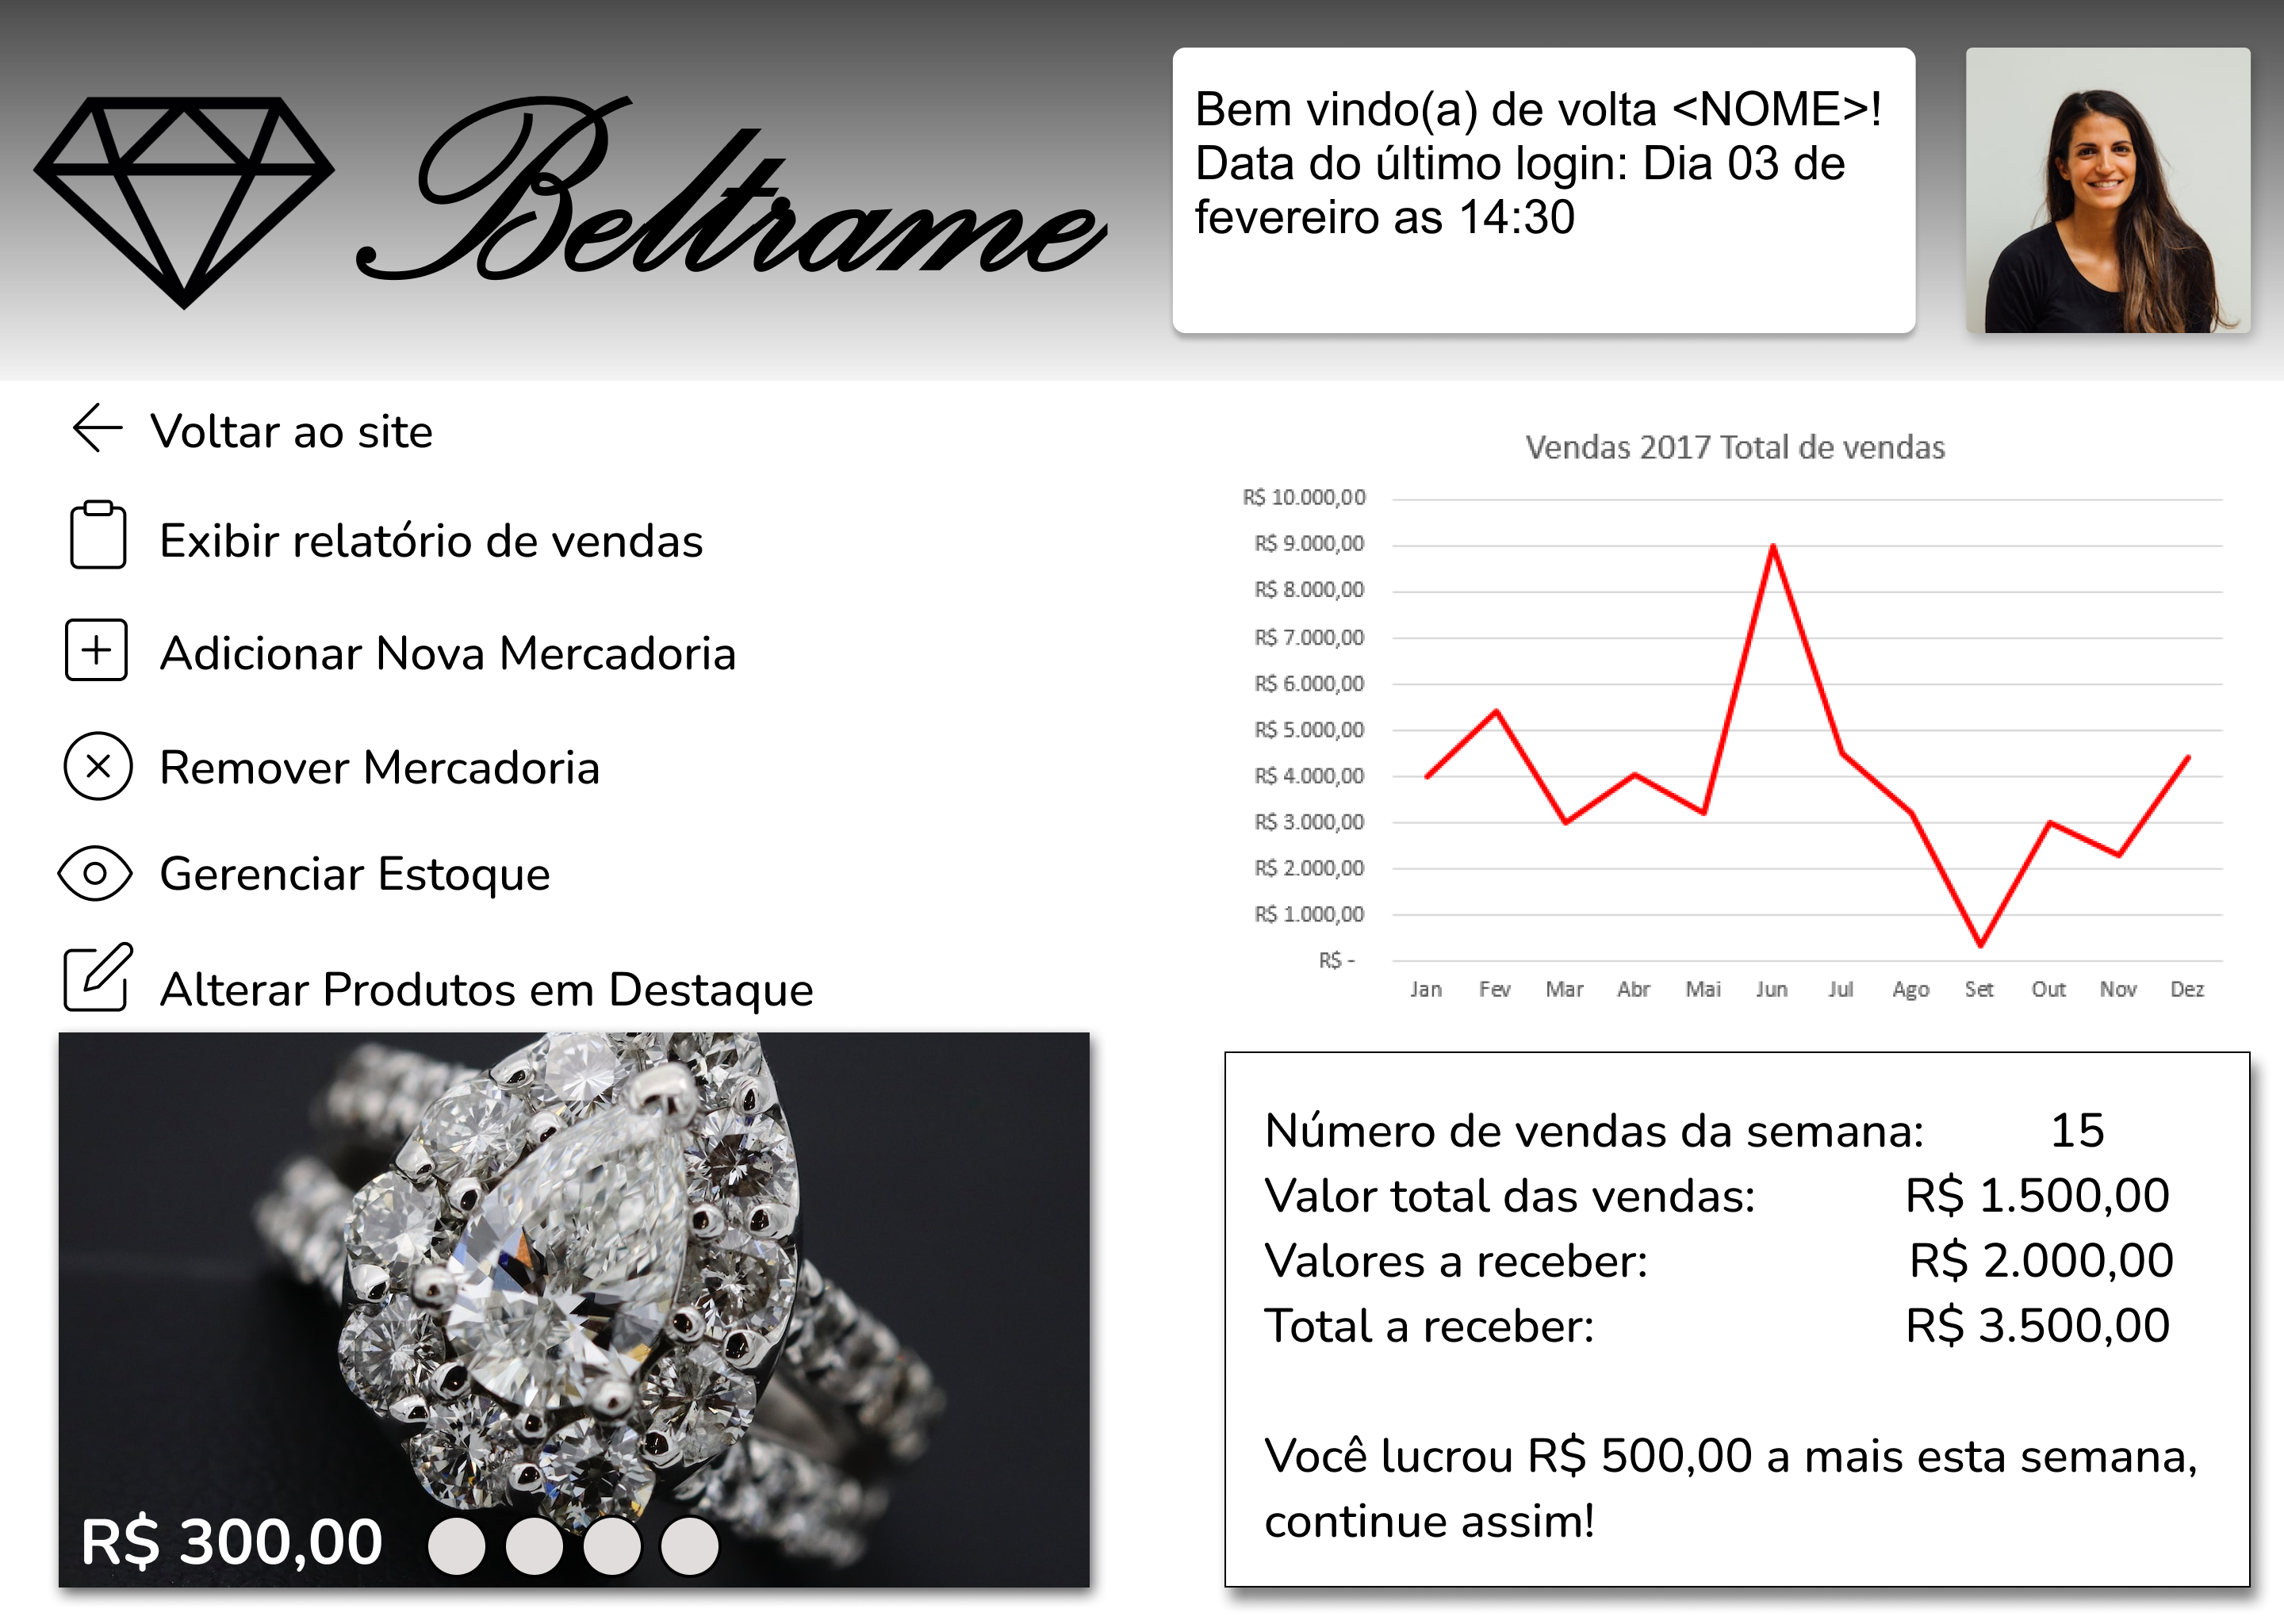 Beltrame
Bem vindo(a) de volta <NOME>!
Data do último login: Dia 03 de
fevereiro as 14:30
Voltar ao site
Exibir relatório de vendas
Adicionar Nova Mercadoria
Remover Mercadoria
Gerenciar Estoque
Alterar Produtos em Destaque
R$ 300,00
Vendas 2017 Total de vendas
R$ 10.000,00
R$ 9.000,00
R$ 8.000,00
R$ 7.000,00
R$ 6.000,00
R$ 5.000,00
R$ 4.000,00
R$ 3.000,00
R$ 2.000,00
R$ 1.000,00
R$ -
Jan Fev Mar Abr Mai Jun Jul Ago Set Out Nov Dez
Número de vendas da semana: 15
Valor total das vendas: R$ 1.500,00
Valores a receber: R$ 2.000,00
Total a receber: R$ 3.500,00
Você lucrou R$ 500,00 a mais esta semana,
continue assim!